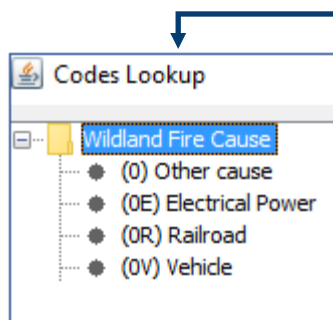 Codes Lookup
Wildland Fire Cause
(0) Other cause
(0E) Electrical Power
(0R) Railroad
(0V) Vehicle